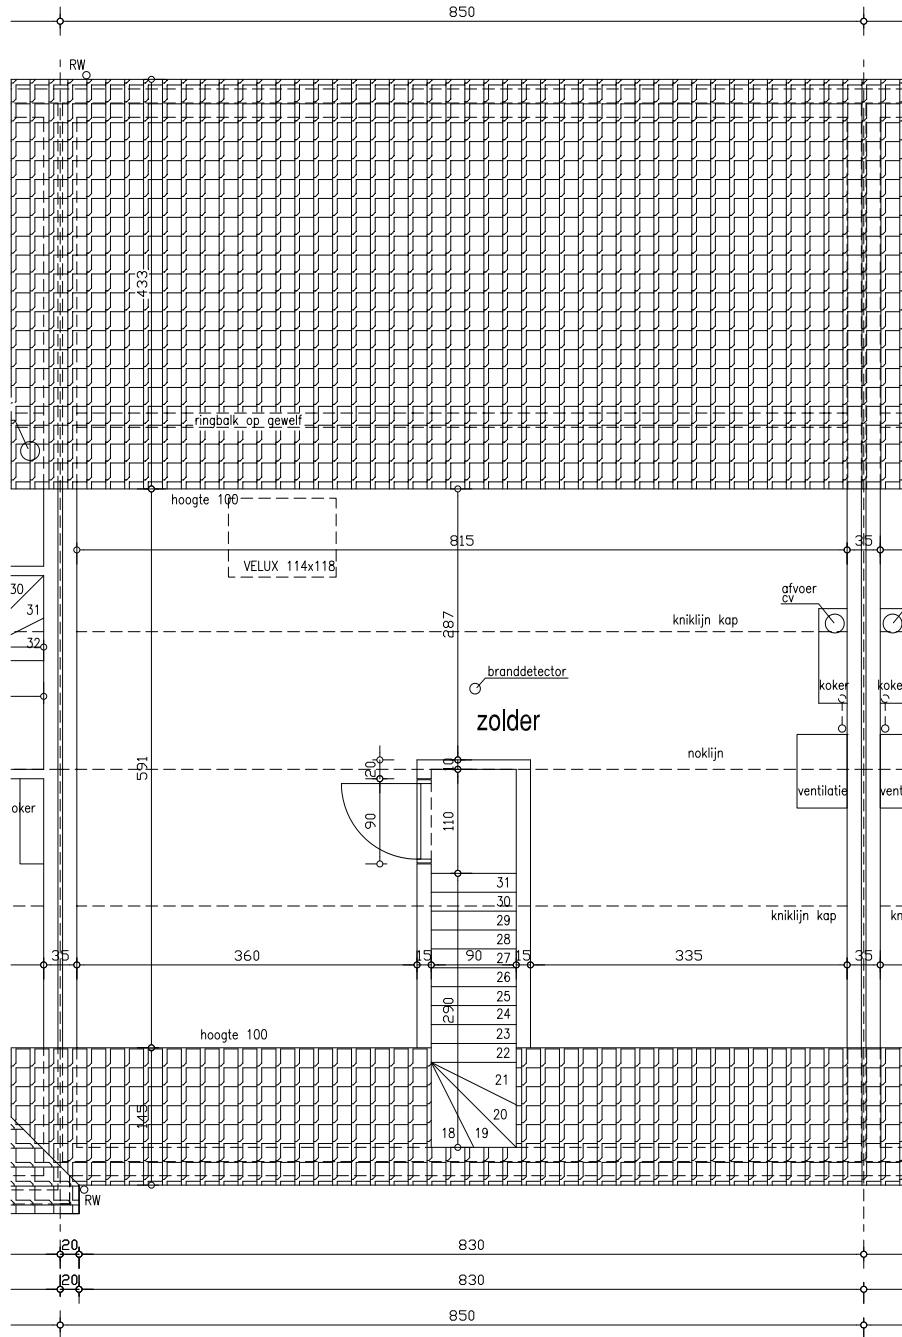 850
RW
433
ringbalk op gewelf
hoogte 100
VELUX 114x118
815
35
30
31
32
afvoer
cv
287
kniklijn kap
branddetector
koker
koke
zolder
noklijn
591
20
10
90
110
oker
ventilatie
vent
31
30
29
28
27
26
25
24
23
22
21
20
19
18
kniklijn kap
kn
35
360
15
90
15
335
35
290
hoogte 100
145
RW
20
830
20
830
850